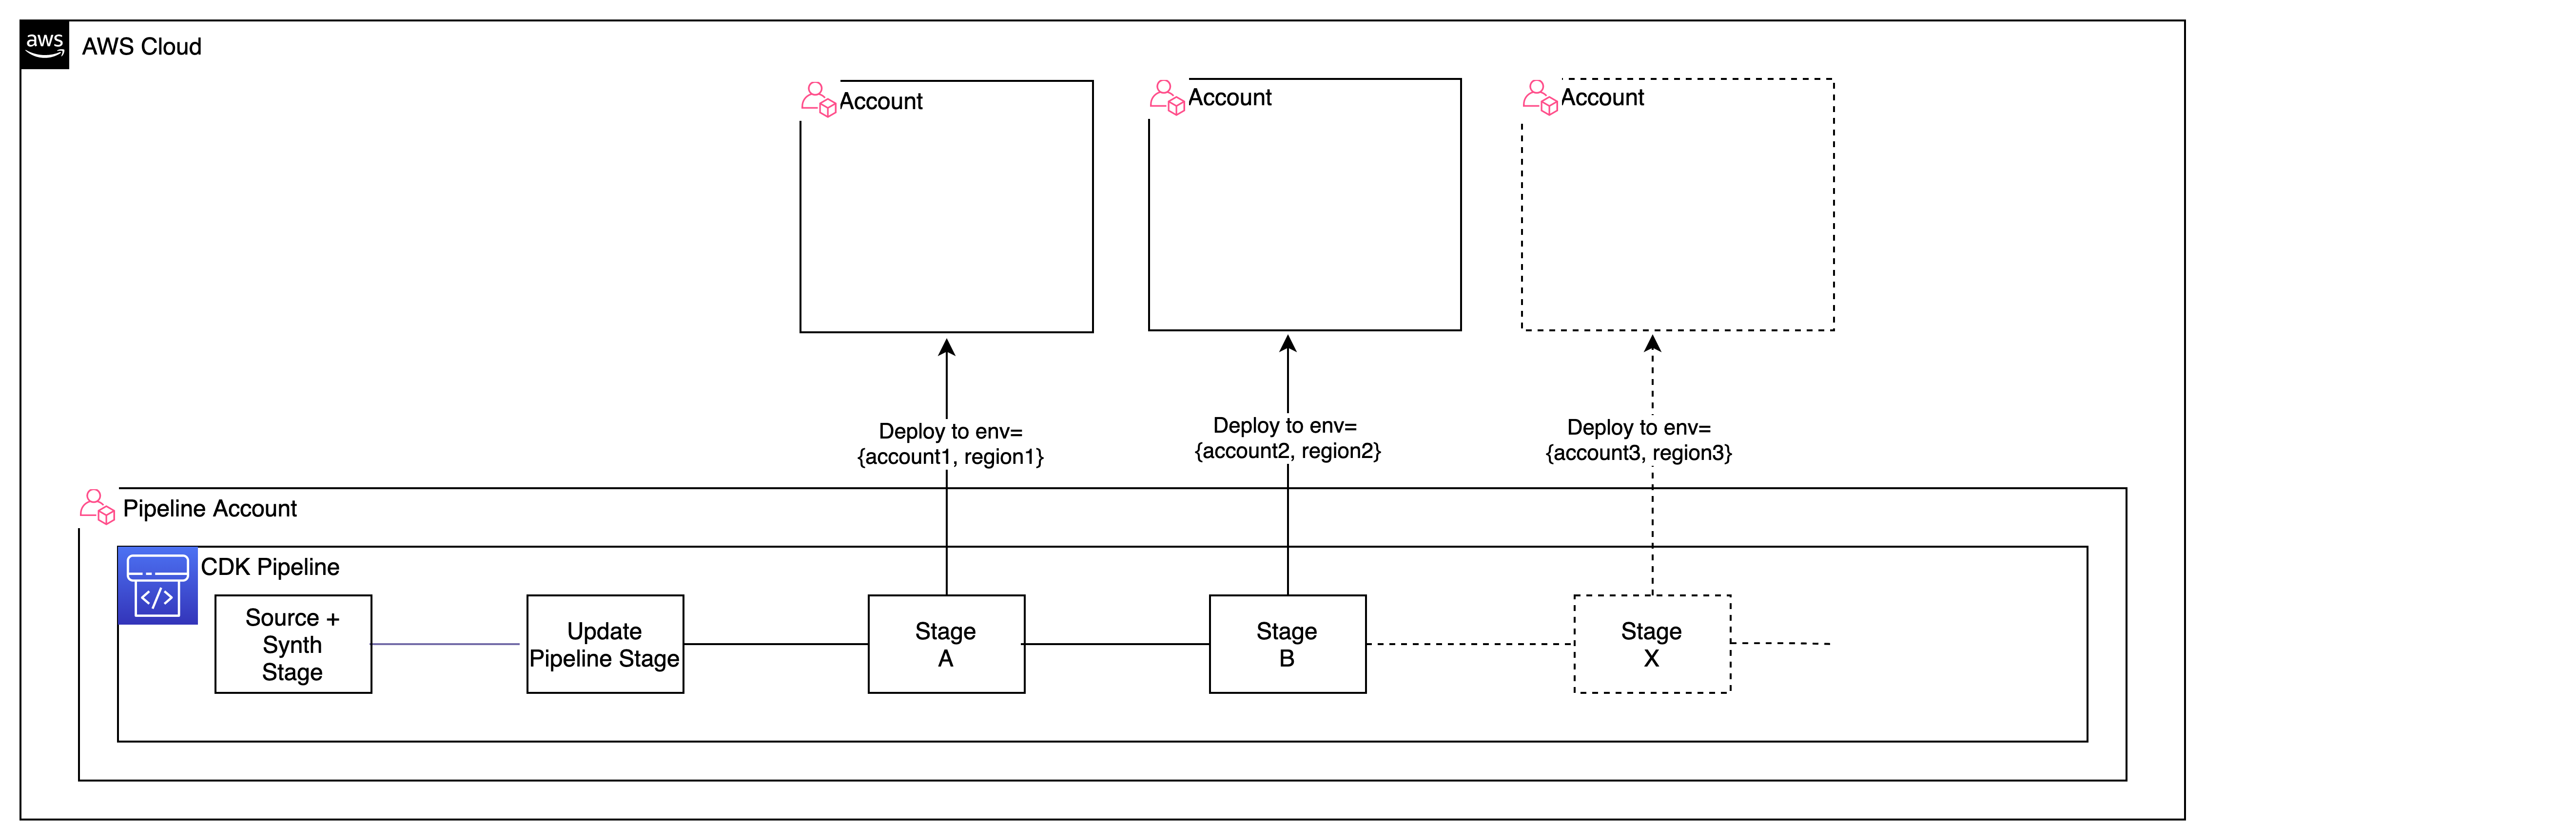 aws
AWS Cloud
Account
Account
Account
Deploy to env=
{account1, region1}
Deploy to env=
{account2, region2}
Deploy to env=
{account3, region3}
Pipeline Account
CDK Pipeline
</>
Source +
Synth
Stage
Update
Pipeline Stage
Stage
A
Stage
B
Stage
X